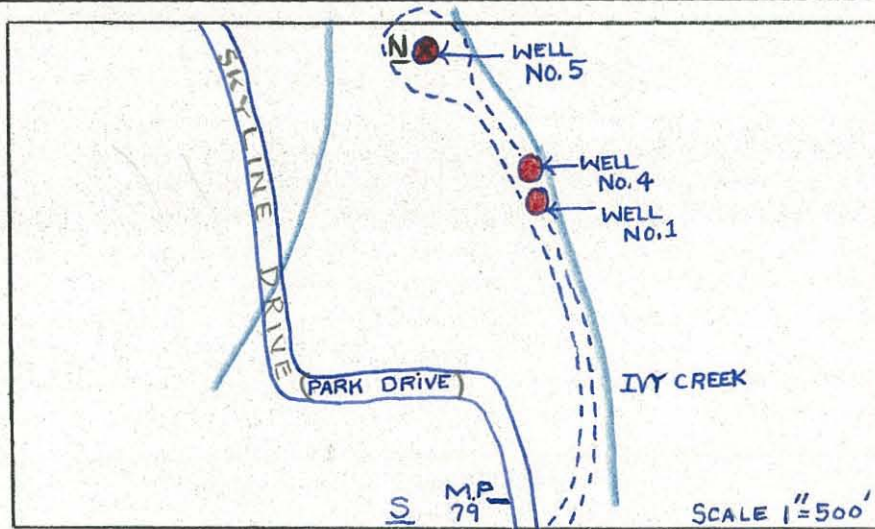 N
X
WELL
No. 5
SKYLINE DRIVE
WELL
No. 4
WELL
No. 1
(PARK DRIVE)
IVY CREEK
S
M.P.
79
SCALE 1"=500'